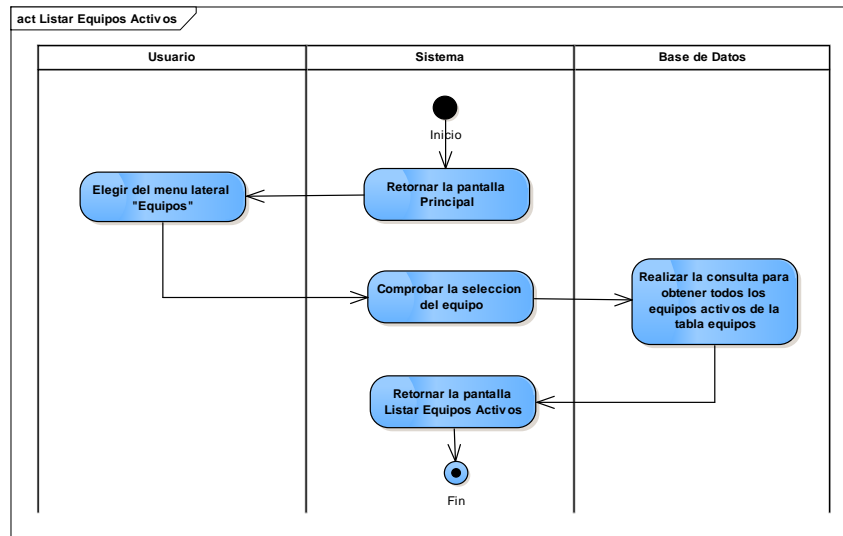 act Listar Equipos Activos
Usuario
Sistema
Base de Datos
Inicio
Retornar la pantalla
Principal
Elegir del menu lateral
"Equipos"
Comprobar la seleccion
del equipo
Realizar la consulta para
obtener todos los
equipos activos de la
tabla equipos
Retornar la pantalla
Listar Equipos Activos
Fin